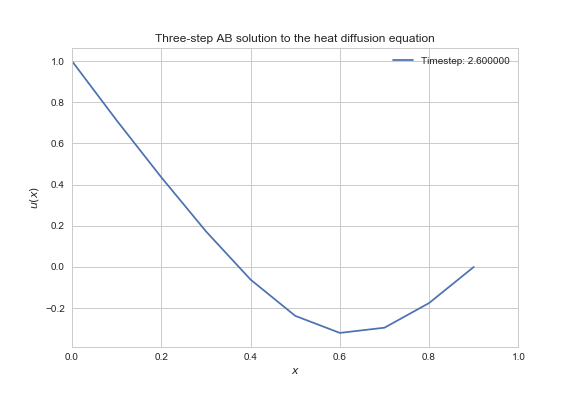 Three-step AB solution to the heat diffusion equation
Timestep: 2.600000
1.0
0.8
0.6
0.4
0.2
0.0
−0.2
u(x)
0.0 0.2 0.4 0.6 0.8 1.0
x